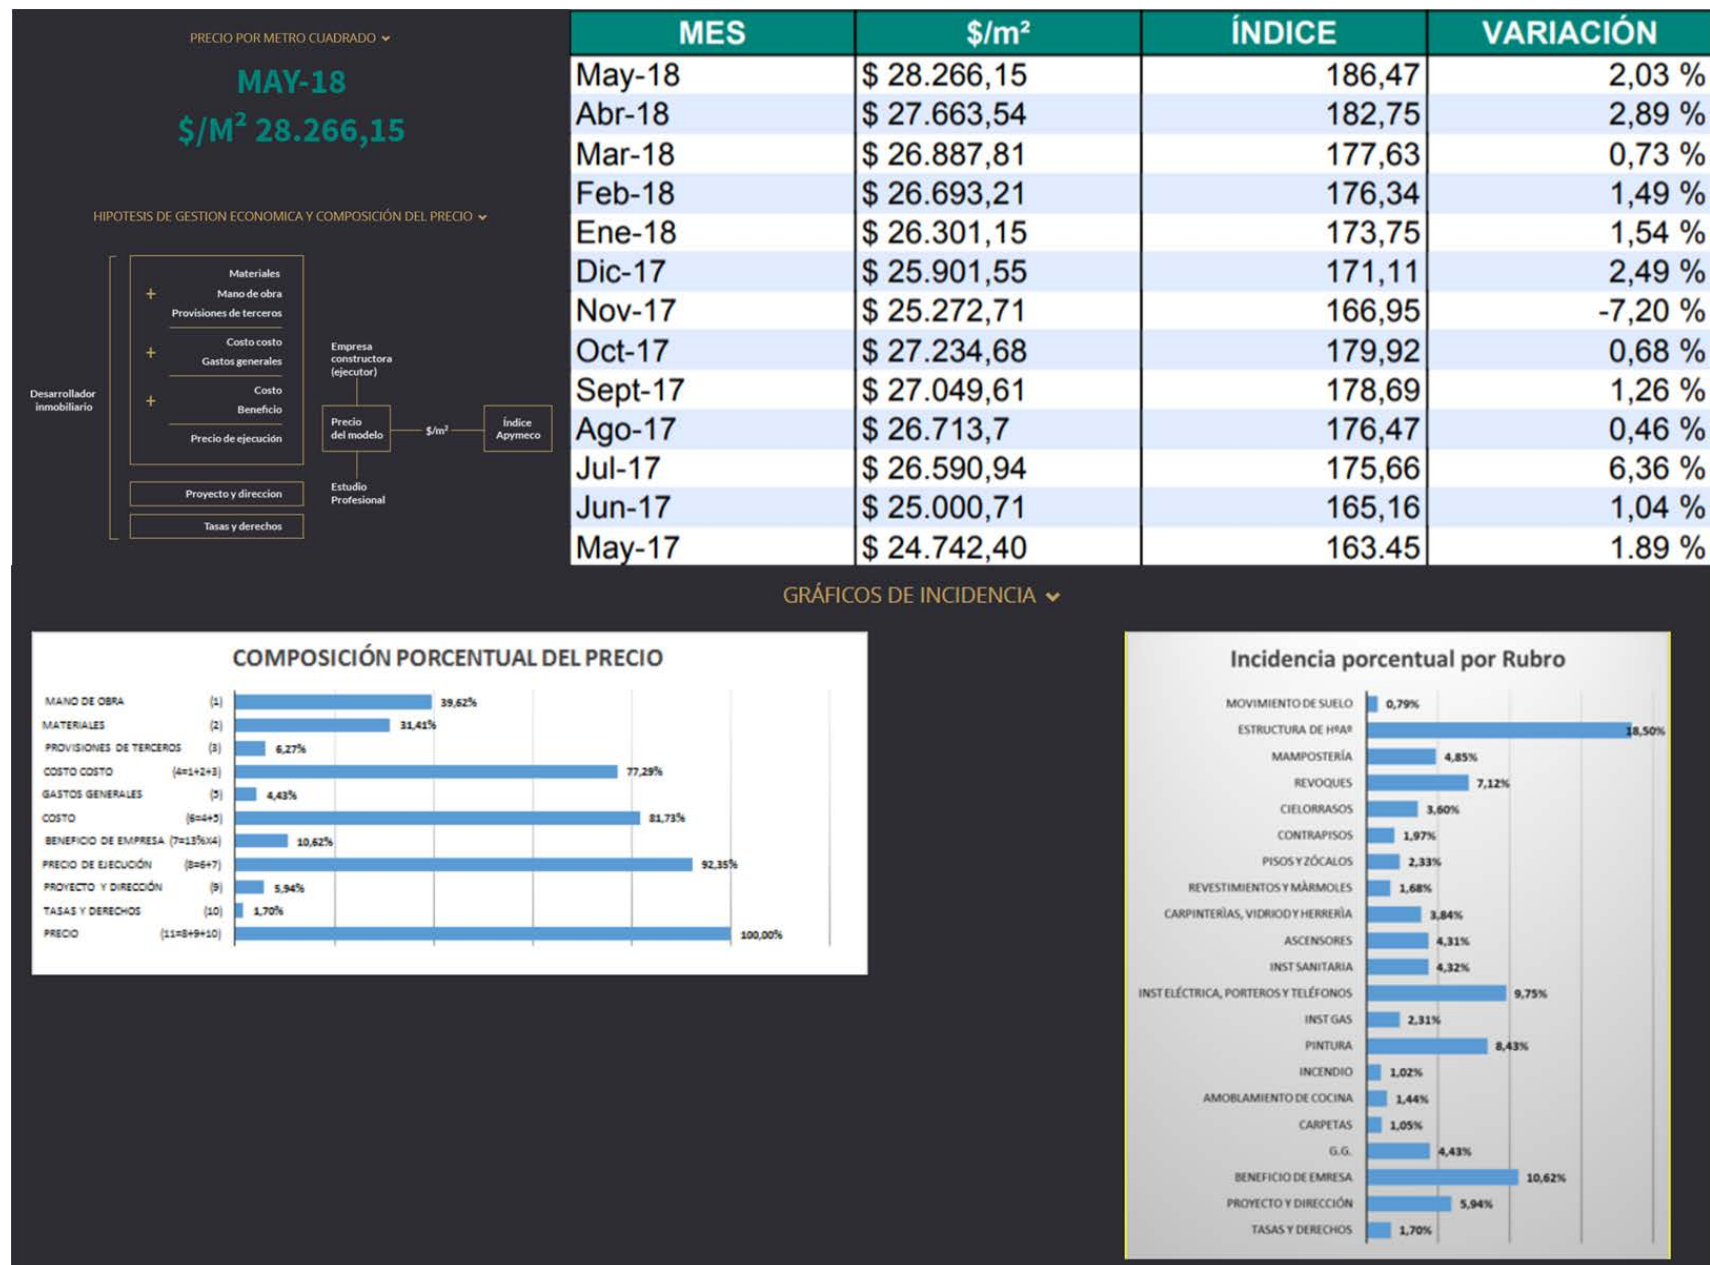 PRECIO POR METRO CUADRADO
MAY-18
$/M² 28.266,15
HIPOTESIS DE GESTION ECONOMICA Y COMPOSICIÓN DEL PRECIO
Desarrollador
inmobiliario
+
Materiales
Mano de obra
Provisiones de terceros
+
Costo costo
Gastos generales
+
Costo
Beneficio
Precio de ejecución
Proyecto y direccion
Tasas y derechos
Empresa
constructora
(ejecutor)
Precio
del modelo
Estudio
Profesional
$/m²
Índice
Apymeco
MES $/m² ÍNDICE VARIACIÓN
May-18 $ 28.266,15 186,47 2,03 %
Abr-18 $ 27.663,54 182,75 2,89 %
Mar-18 $ 26.887,81 177,63 0,73 %
Feb-18 $ 26.693,21 176,34 1,49 %
Ene-18 $ 26.301,15 173,75 1,54 %
Dic-17 $ 25.901,55 171,11 2,49 %
Nov-17 $ 25.272,71 166,95 -7,20 %
Oct-17 $ 27.234,68 179,92 0,68 %
Sept-17 $ 27.049,61 178,69 1,26 %
Ago-17 $ 26.713,7 176,47 0,46 %
Jul-17 $ 26.590,94 175,66 6,36 %
Jun-17 $ 25.000,71 165,16 1,04 %
May-17 $ 24.742,40 163.45 1.89 %
GRÁFICOS DE INCIDENCIA
COMPOSICIÓN PORCENTUAL DEL PRECIO
MANO DE OBRA (1) 39,62%
MATERIALES (2) 31,41%
PROVISIONES DE TERCEROS (3) 6,27%
COSTO COSTO (4=1+2+3) 77,29%
GASTOS GENERALES (5) 4,43%
COSTO (6=4+5) 81,73%
BENEFICIO DE EMPRESA (7=13%X4) 10,62%
PRECIO DE EJECUCIÓN (8=6+7) 92,35%
PROYECTO Y DIRECCIÓN (9) 5,94%
TASAS Y DERECHOS (10) 1,70%
PRECIO (11=8+9+10) 100,00%
Incidencia porcentual por Rubro
MOVIMIENTO DE SUELO 0,79%
ESTRUCTURA DE HºAº 18,50%
MAMPOSTERÍA 4,85%
REVOQUES 7,12%
CIELORRASOS 3,60%
CONTRAPISOS 1,97%
PISOS Y ZÓCALOS 2,33%
REVESTIMIENTOS Y MÀRMOLES 1,68%
CARPINTERÌAS, VIDRIOD Y HERRERÌA 3,84%
ASCENSORES 4,31%
INST SANITARIA 4,32%
INST ELÉCTRICA, PORTEROS Y TELÉFONOS 9,75%
INST GAS 2,31%
PINTURA 8,43%
INCENDIO 1,02%
AMOBLAMIENTO DE COCINA 1,44%
CARPETAS 1,05%
G.G. 4,43%
BENEFICIO DE EMRESA 10,62%
PROYECTO Y DIRECCIÓN 5,94%
TASAS Y DERECHOS 1,70%